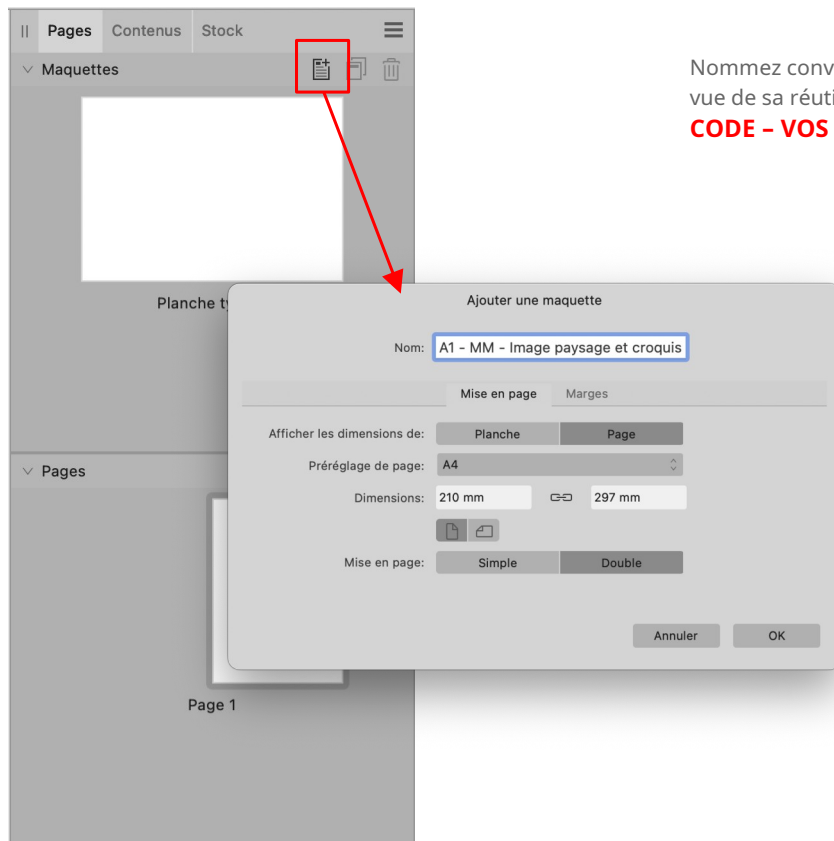 Pages Contenus Stock
Maquettes
Nommez
vue de sa
CODE – VOS
Planche
Ajouter une maquette
Nom: A1 - MM - Image paysage et croquis
Mise en page Marges
Afficher les dimensions de: Planche Page
Préréglage de page: A4
Pages
Dimensions: 210 mm 297 mm
Mise en page: Simple Double
Annuler OK
Page 1